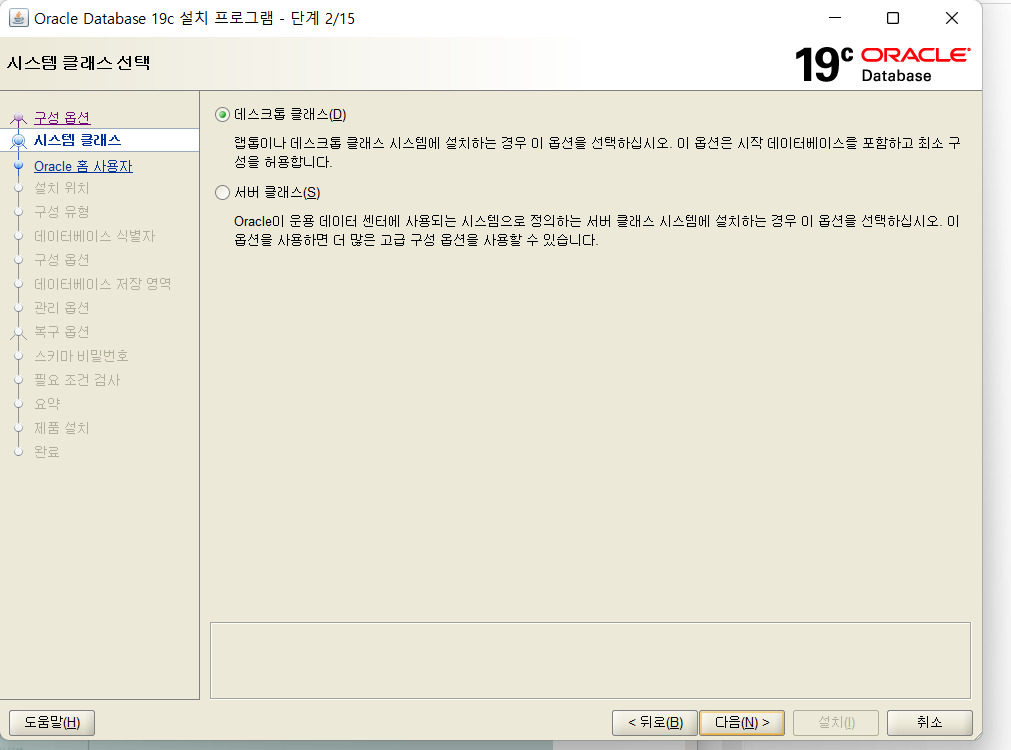 Oracle Database 19c 설치 프로그램 - 단계 2/15
시스템 클래스 선택
19c ORACLE
Database
구성 옵션
시스템 클래스
Oracle 홈 사용자
설치 위치
구성 유형
데이터베이스 식별자
구성 옵션
데이터베이스 저장 영역
관리 옵션
복구 옵션
스키마 비밀번호
필요 조건 검사
요약
제품 설치
완료
데스크톱 클래스(D)
랩톱이나 데스크톱 클래스 시스템에 설치하는 경우 이 옵션을 선택하십시오. 이 옵션은 시작 데이터베이스를 포함하고 최소 구
성을 허용합니다.
서버 클래스(S)
Oracle이 운용 데이터 센터에 사용되는 시스템으로 정의하는 서버 클래스 시스템에 설치하는 경우 이 옵션을 선택하십시오. 이
옵션을 사용하면 더 많은 고급 구성 옵션을 사용할 수 있습니다.
도움말(H)
< 뒤로(B)
다음(N) >
설치(I)
취소